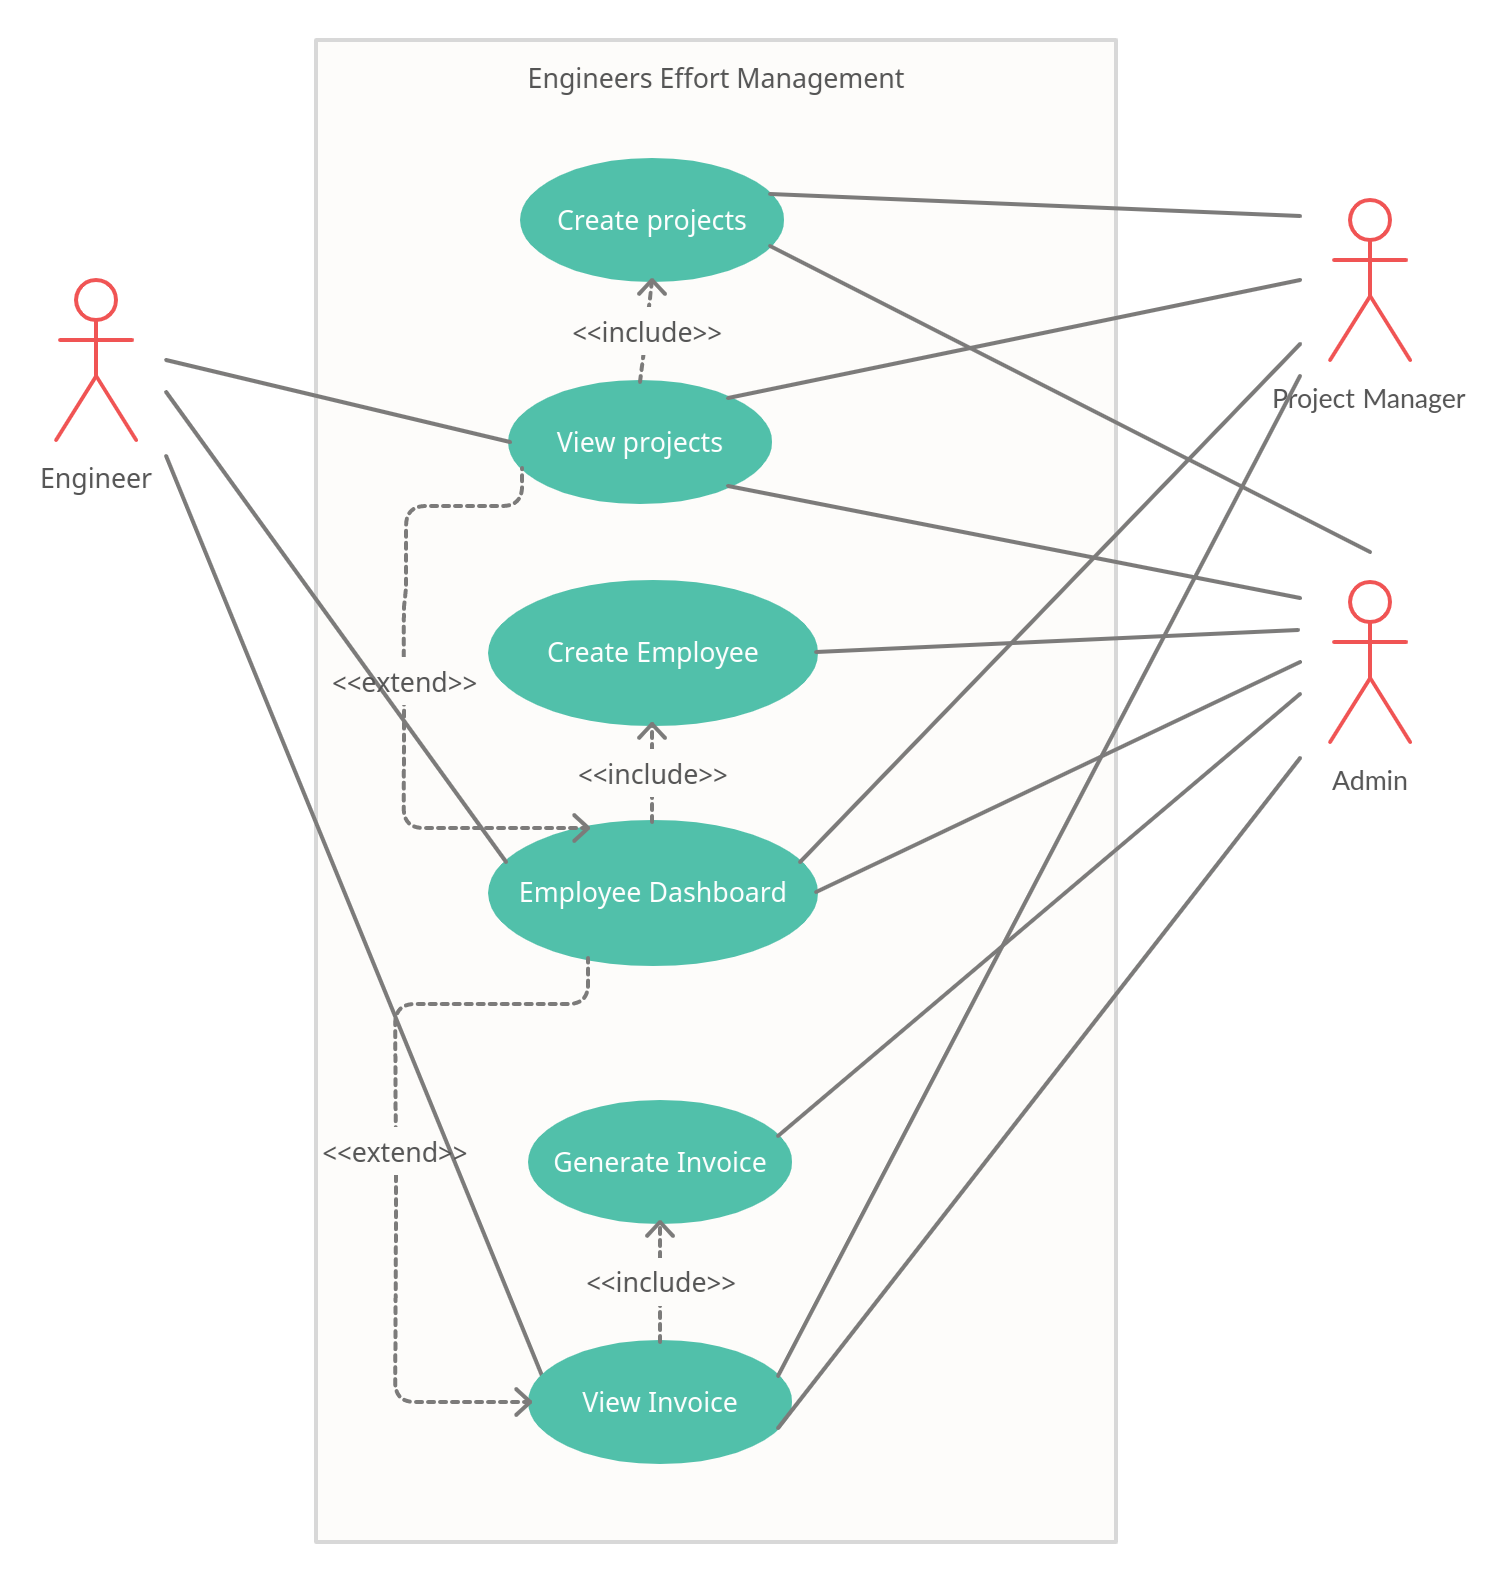 Engineers Effort Management
Create projects
<<include>>
Project Manager
View projects
Engineer
Create Employee
<<extend>>
<<include>>
Admin
Employee Dashboard
<<extend>>
Generate Invoice
<<include>>
View Invoice